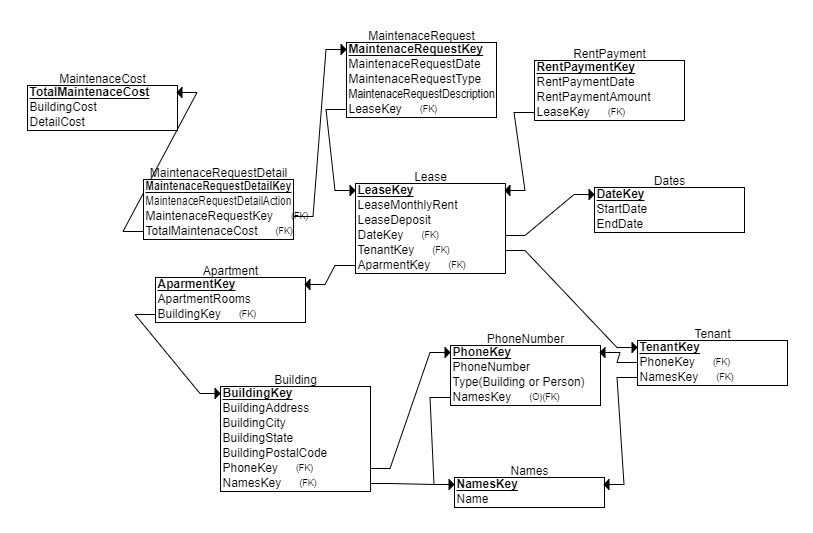 MaintenaceRequest
MaintenaceRequestKey
MaintenaceRequestDate
MaintenaceRequestType
MaintenaceRequestDescription
LeaseKey (FK)
RentPayment
RentPaymentKey
RentPaymentDate
RentPaymentAmount
LeaseKey (FK)
MaintenaceCost
TotalMaintenaceCost
BuildingCost
DetailCost
MaintenaceRequestDetail
MaintenaceRequestDetailKey
MaintenaceRequestDetailAction
MaintenaceRequestKey (FK)
TotalMaintenaceCost (FK)
Lease
LeaseKey
LeaseMonthlyRent
LeaseDeposit
DateKey (FK)
TenantKey (FK)
AparmentKey (FK)
Dates
DateKey
StartDate
EndDate
Apartment
AparmentKey
ApartmentRooms
BuildingKey (FK)
PhoneNumber
PhoneKey
PhoneNumber
Type(Building or Person)
NamesKey (O)(FK)
Tenant
TenantKey
PhoneKey (FK)
NamesKey (FK)
Building
BuildingKey
BuildingAddress
BuildingCity
BuildingState
BuildingPostalCode
PhoneKey (FK)
NamesKey (FK)
Names
NamesKey
Name